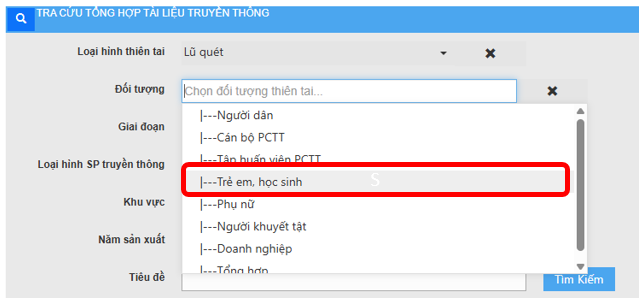 TRA CỨU TỔNG HỢP TÀI LIỆU TRUYỀN THÔNG
Loại hình thiên tai
Lũ quét
Đối tượng
Chọn đối tượng thiên tai...
|---Người dân
Giai đoạn
|---Cán bộ PCTT
Loại hình SP truyền thông
|---Tập huấn viên PCTT
|---Trẻ em, học sinh
S
Khu vực
|---Phụ nữ
|---Người khuyết tật
Năm sản xuất
|---Doanh nghiệp
|---Tổng hợp
Tiêu đề
Tìm Kiếm